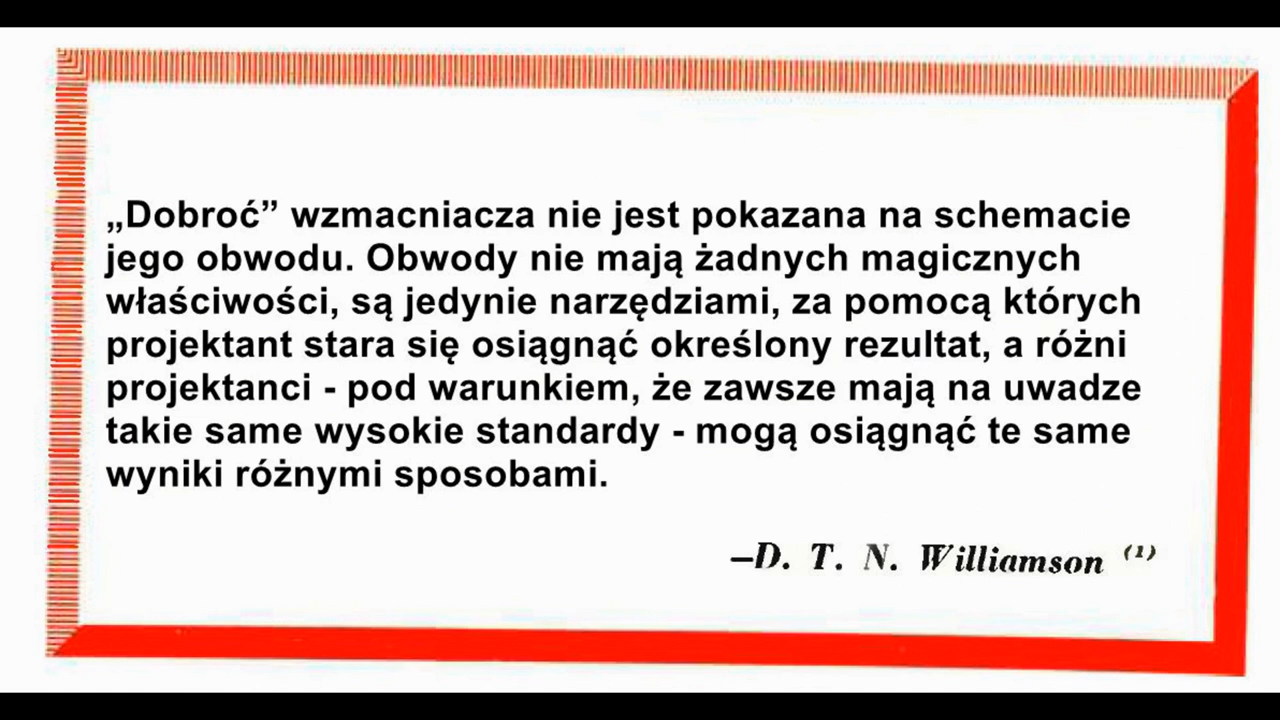 „Dobroć” wzmacniacza nie jest pokazana na schemacie
jego obwodu. Obwody nie mają żadnych magicznych
właściwości, są jedynie narzędziami, za pomocą których
projektant stara się osiągnąć określony rezultat, a różni
projektanci - pod warunkiem, że zawsze mają na uwadze
takie same wysokie standardy - mogą osiągnąć te same
wyniki różnymi sposobami.
–D. T. N. Williamson (1)